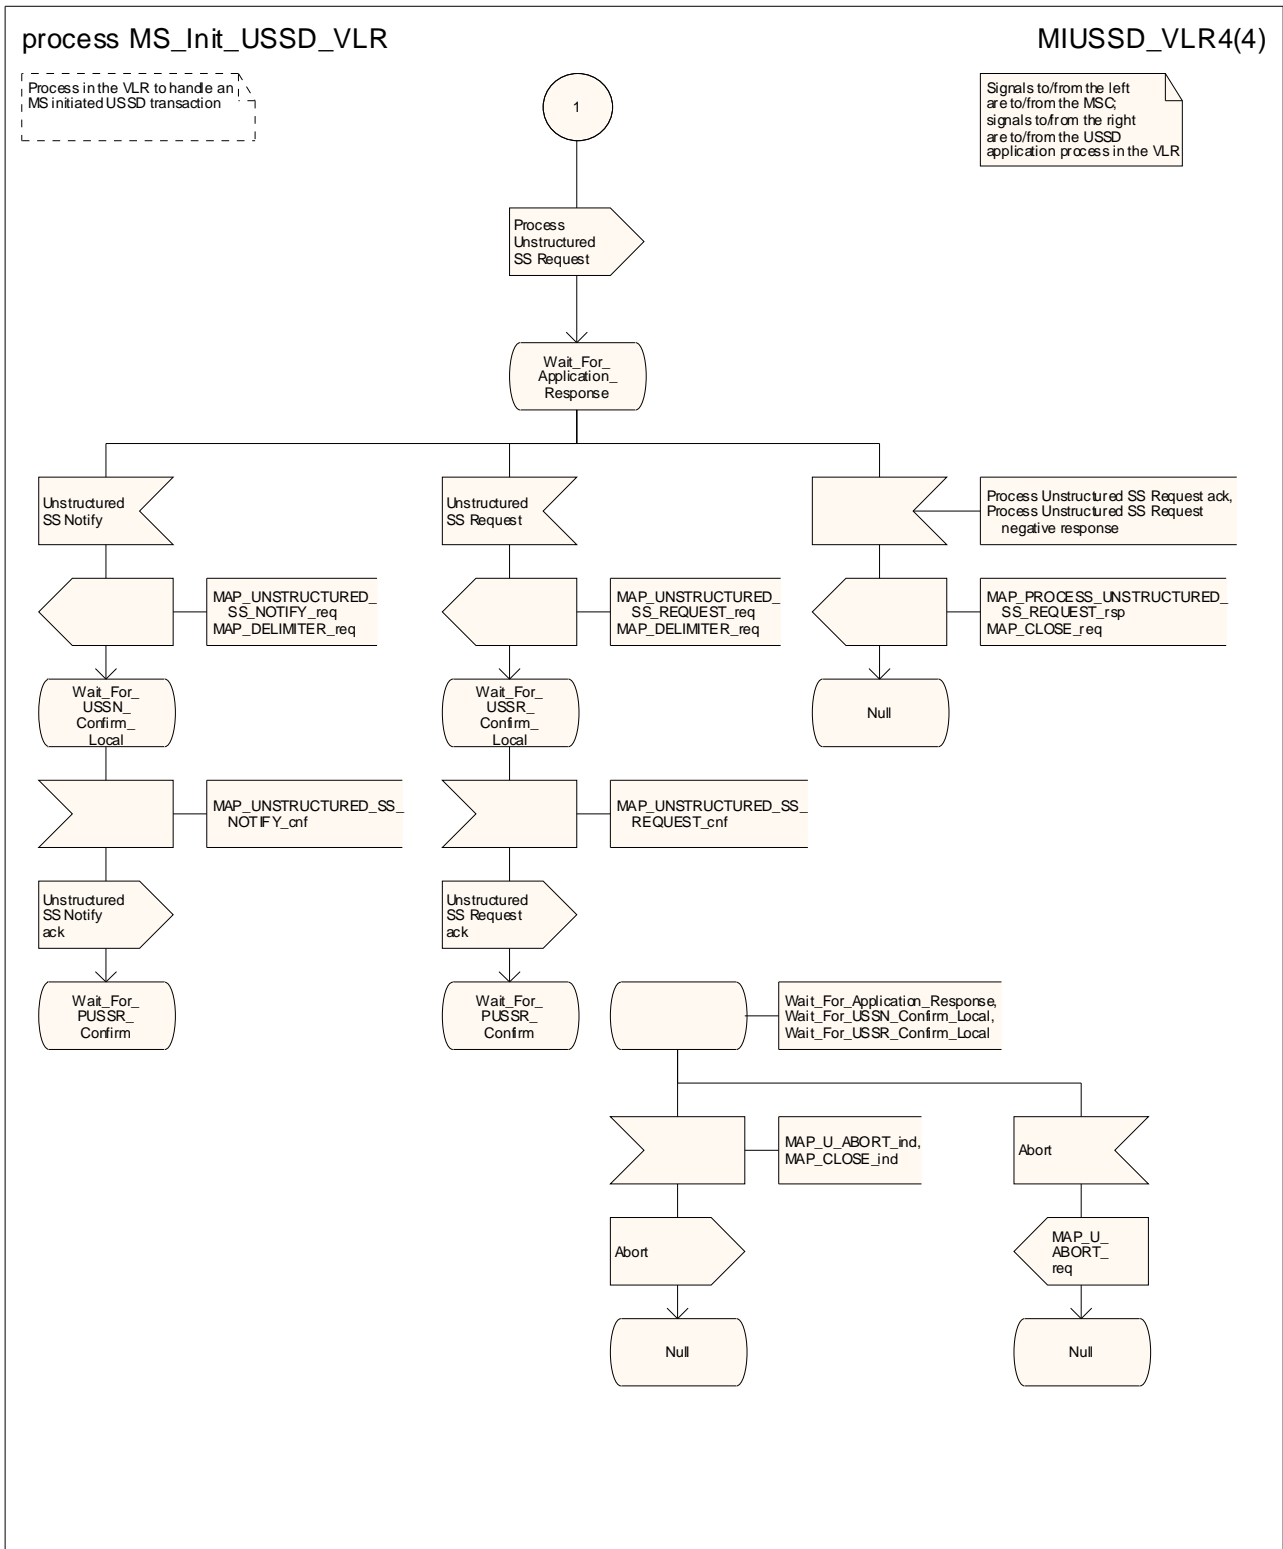 process MS_Init_USSD_VLR
MIUSSD_VLR4(4)
Process in the VLR to handle an
MS initiated USSD transaction
1
Signals to/from the left
are to/from the MSC;
signals to/from the right
are to/from the USSD
application process in the VLR
Process
Unstructured
SS Request
Wait_For_
Application_
Response
Unstructured
SS Notify
Unstructured
SS Request
Process Unstructured SS Request ack,
Process Unstructured SS Request
negative response
MAP_UNSTRUCTURED_
SS_NOTIFY_req
MAP_DELIMITER_req
MAP_UNSTRUCTURED_
SS_REQUEST_req
MAP_DELIMITER_req
MAP_PROCESS_UNSTRUCTURED_
SS_REQUEST_rsp
MAP_CLOSE_req
Wait_For_
USSN_
Confirm_
Local
Wait_For_
USSR_
Confirm_
Local
Null
MAP_UNSTRUCTURED_SS_
NOTIFY_cnf
MAP_UNSTRUCTURED_SS_
REQUEST_cnf
Unstructured
SS Notify
ack
Unstructured
SS Request
ack
Wait_For_
PUSSR_
Confirm
Wait_For_
PUSSR_
Confirm
Wait_For_Application_Response,
Wait_For_USSN_Confirm_Local,
Wait_For_USSR_Confirm_Local
MAP_U_ABORT_ind,
MAP_CLOSE_ind
Abort
Abort
MAP_U_
ABORT_
req
Null
Null